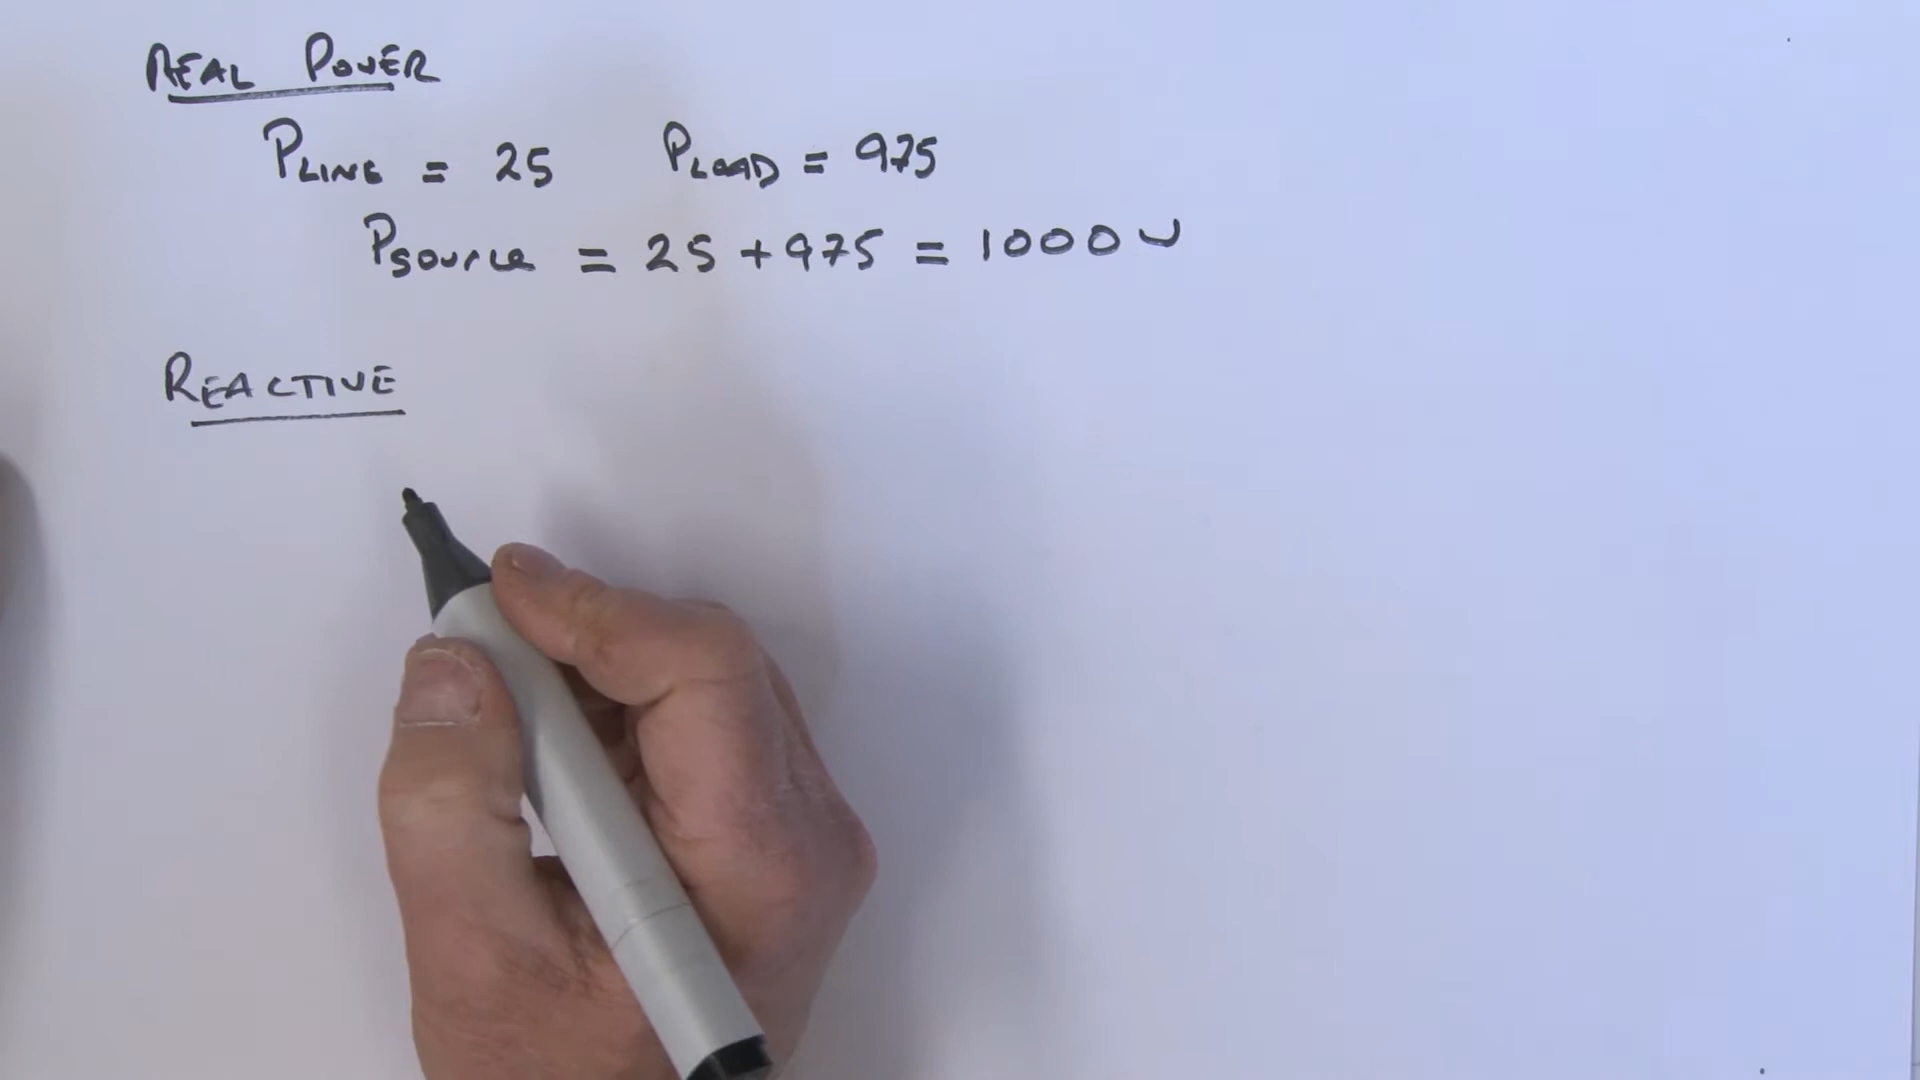 REAL POWER
PLINE = 25 PLOAD = 975
PSOURCE = 25 + 975 = 1000 W
REACTIVE